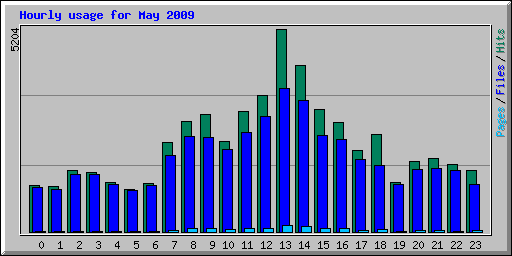 Hourly usage for May 2009
5204
Pages / Files / Hits
0 1 2 3 4 5 6 7 8 9 10 11 12 13 14 15 16 17 18 19 20 21 22 23